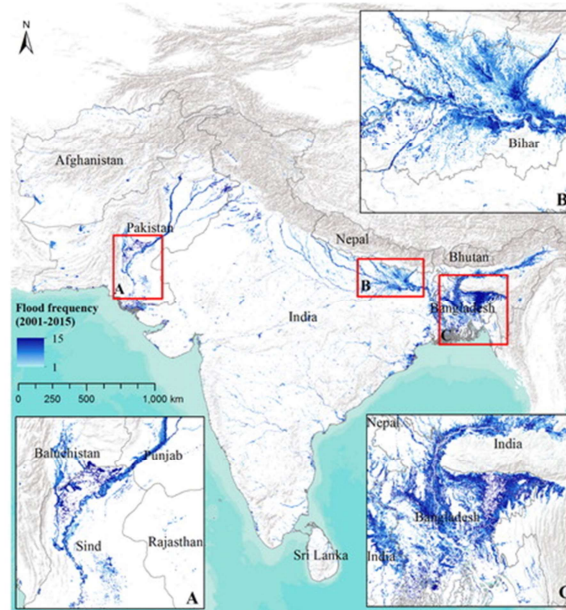 N
Afghanistan
Pakistan
A
Nepal
Bhutan
B
India
Bangladesh
C
Flood frequency
(2001-2015)
15
1
0 250 500 1,000 km
Sri Lanka
Bihar
B
Baluchistan
Punjab
Sind
Rajasthan
A
Nepal
India
Bangladesh
India
C